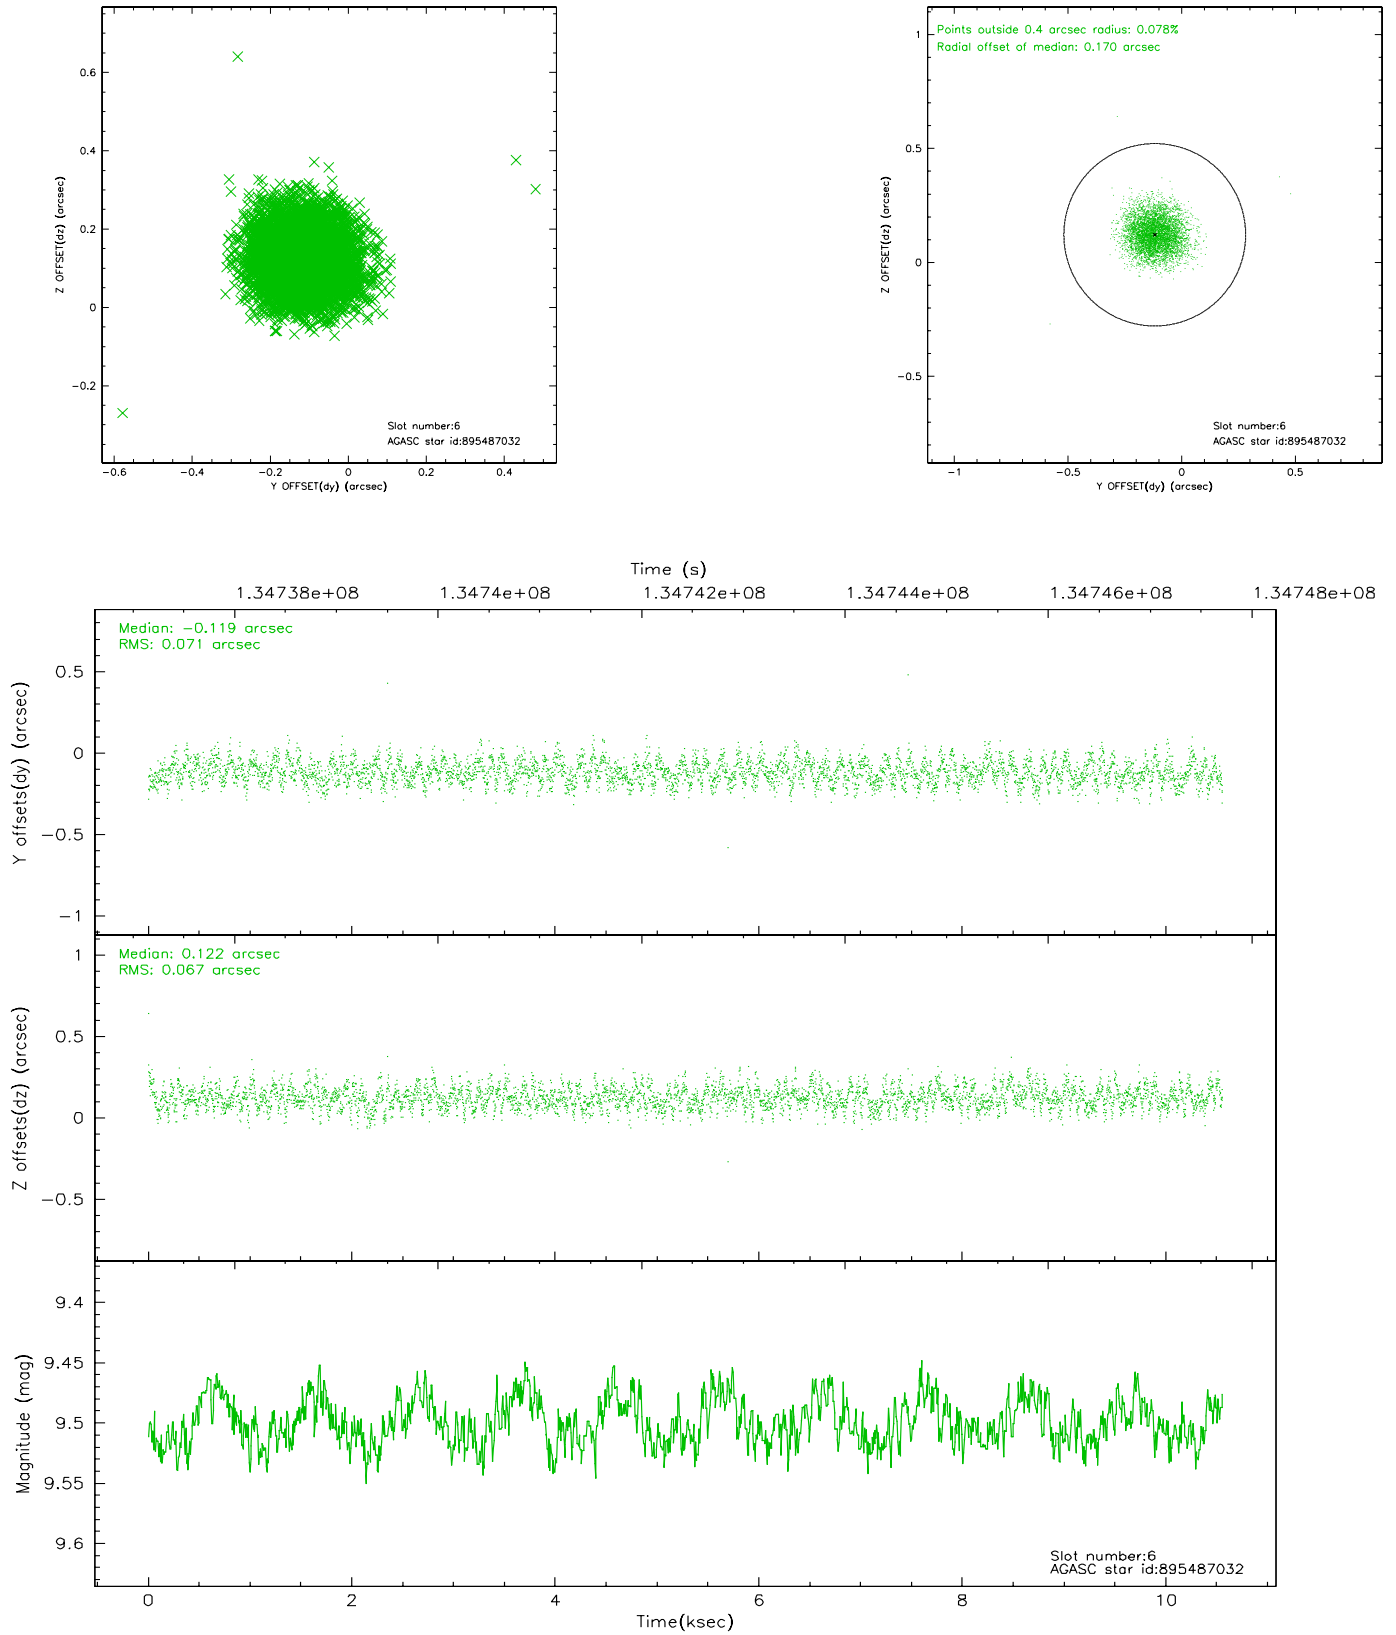 0.6
0.4
0.2
0
−0.2
Z OFFSET(dz) (arcsec)
−0.6 −0.4 −0.2 0 0.2 0.4
Y OFFSET(dy) (arcsec)
Slot number:6
AGASC star id:895487032
Points outside 0.4 arcsec radius: 0.078%
Radial offset of median: 0.170 arcsec
1
0.5
0
−0.5
Z OFFSET(dz) (arcsec)
−1 −0.5 0 0.5
Y OFFSET(dy) (arcsec)
Slot number:6
AGASC star id:895487032
Time (s)
1.34738e+08 1.3474e+08 1.34742e+08 1.34744e+08 1.34746e+08 1.34748e+08
Median: −0.119 arcsec
RMS: 0.071 arcsec
0.5
0
−0.5
−1
Y offsets(dy) (arcsec)
Median: 0.122 arcsec
RMS: 0.067 arcsec
1
0.5
0
−0.5
Z offsets(dz) (arcsec)
9.4
9.45
9.5
9.55
9.6
Magnitude (mag)
Slot number:6
AGASC star id:895487032
0 2 4 6 8 10
Time(ksec)